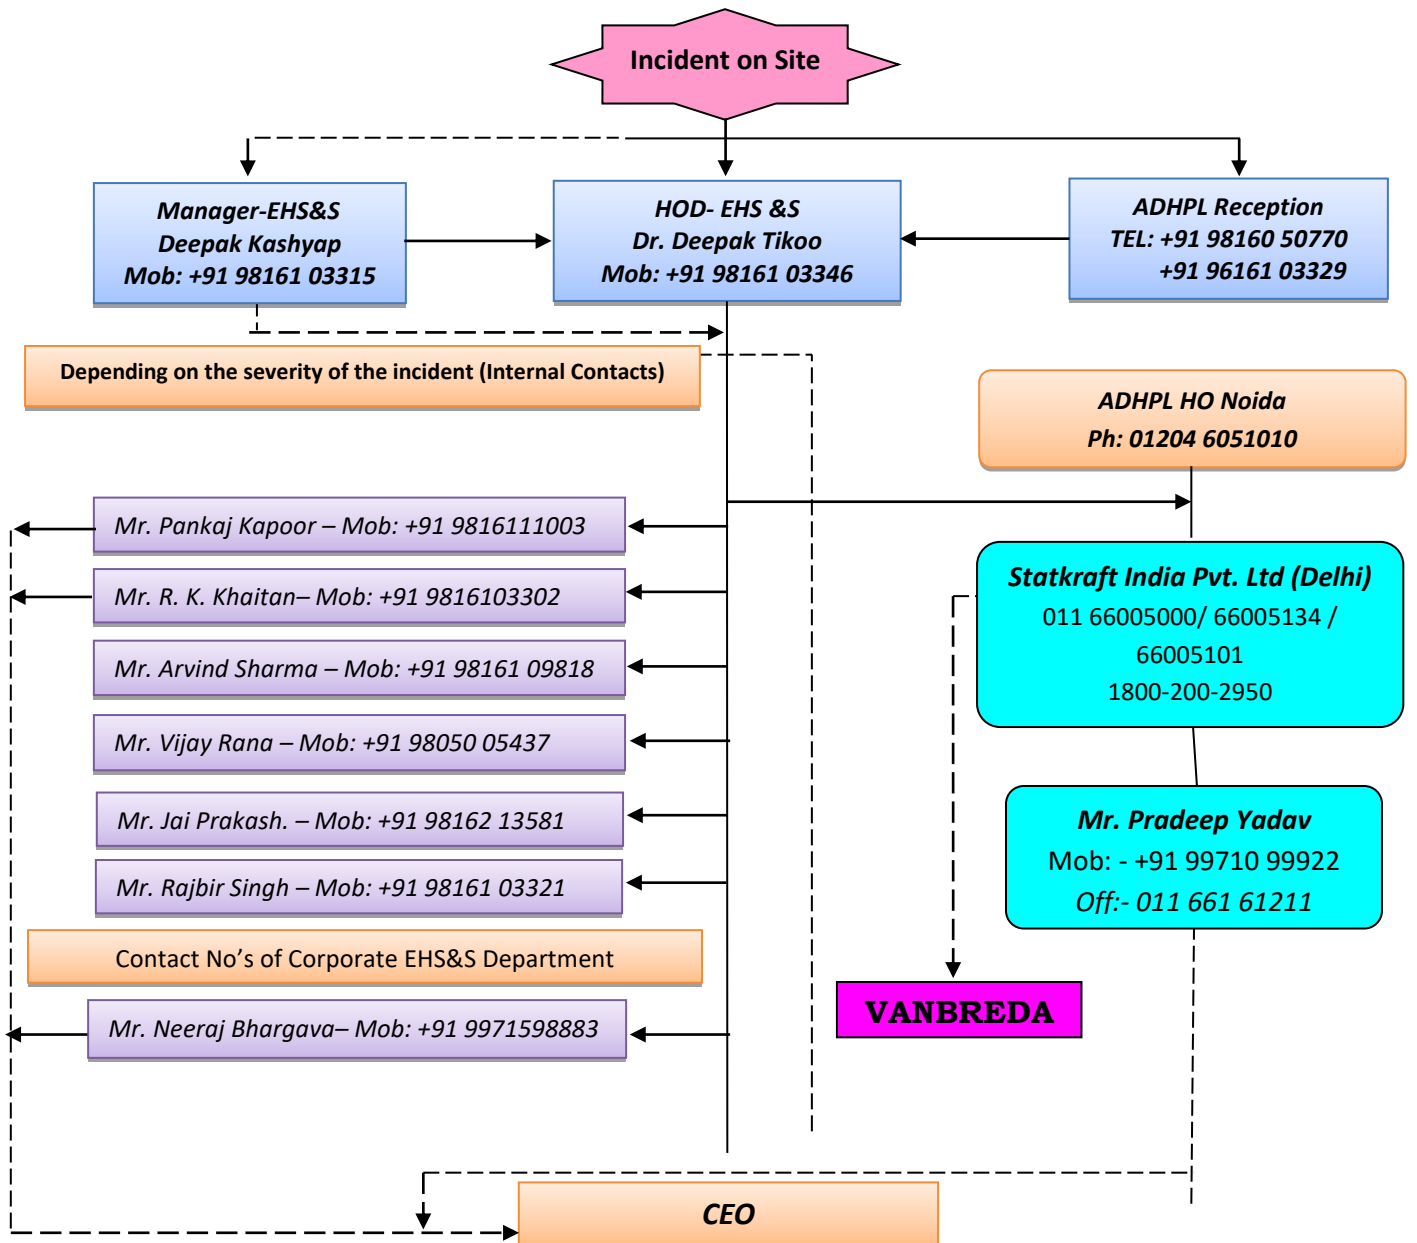 Incident on Site
Manager-EHS&S
Deepak Kashyap
Mob: +91 98161 03315
HOD- EHS &S
Dr. Deepak Tikoo
Mob: +91 98161 03346
ADHPL Reception
TEL: +91 98160 50770
+91 96161 03329
Depending on the severity of the incident (Internal Contacts)
ADHPL HO Noida
Ph: 01204 6051010
Mr. Pankaj Kapoor – Mob: +91 9816111003
Mr. R. K. Khaitan– Mob: +91 9816103302
Mr. Arvind Sharma – Mob: +91 98161 09818
Mr. Vijay Rana – Mob: +91 98050 05437
Mr. Jai Prakash. – Mob: +91 98162 13581
Mr. Rajbir Singh – Mob: +91 98161 03321
Statkraft India Pvt. Ltd (Delhi)
011 66005000/ 66005134 /
66005101
1800-200-2950
Mr. Pradeep Yadav
Mob: - +91 99710 99922
Off:- 011 661 61211
Contact No’s of Corporate EHS&S Department
VANBREDA
Mr. Neeraj Bhargava– Mob: +91 9971598883
CEO